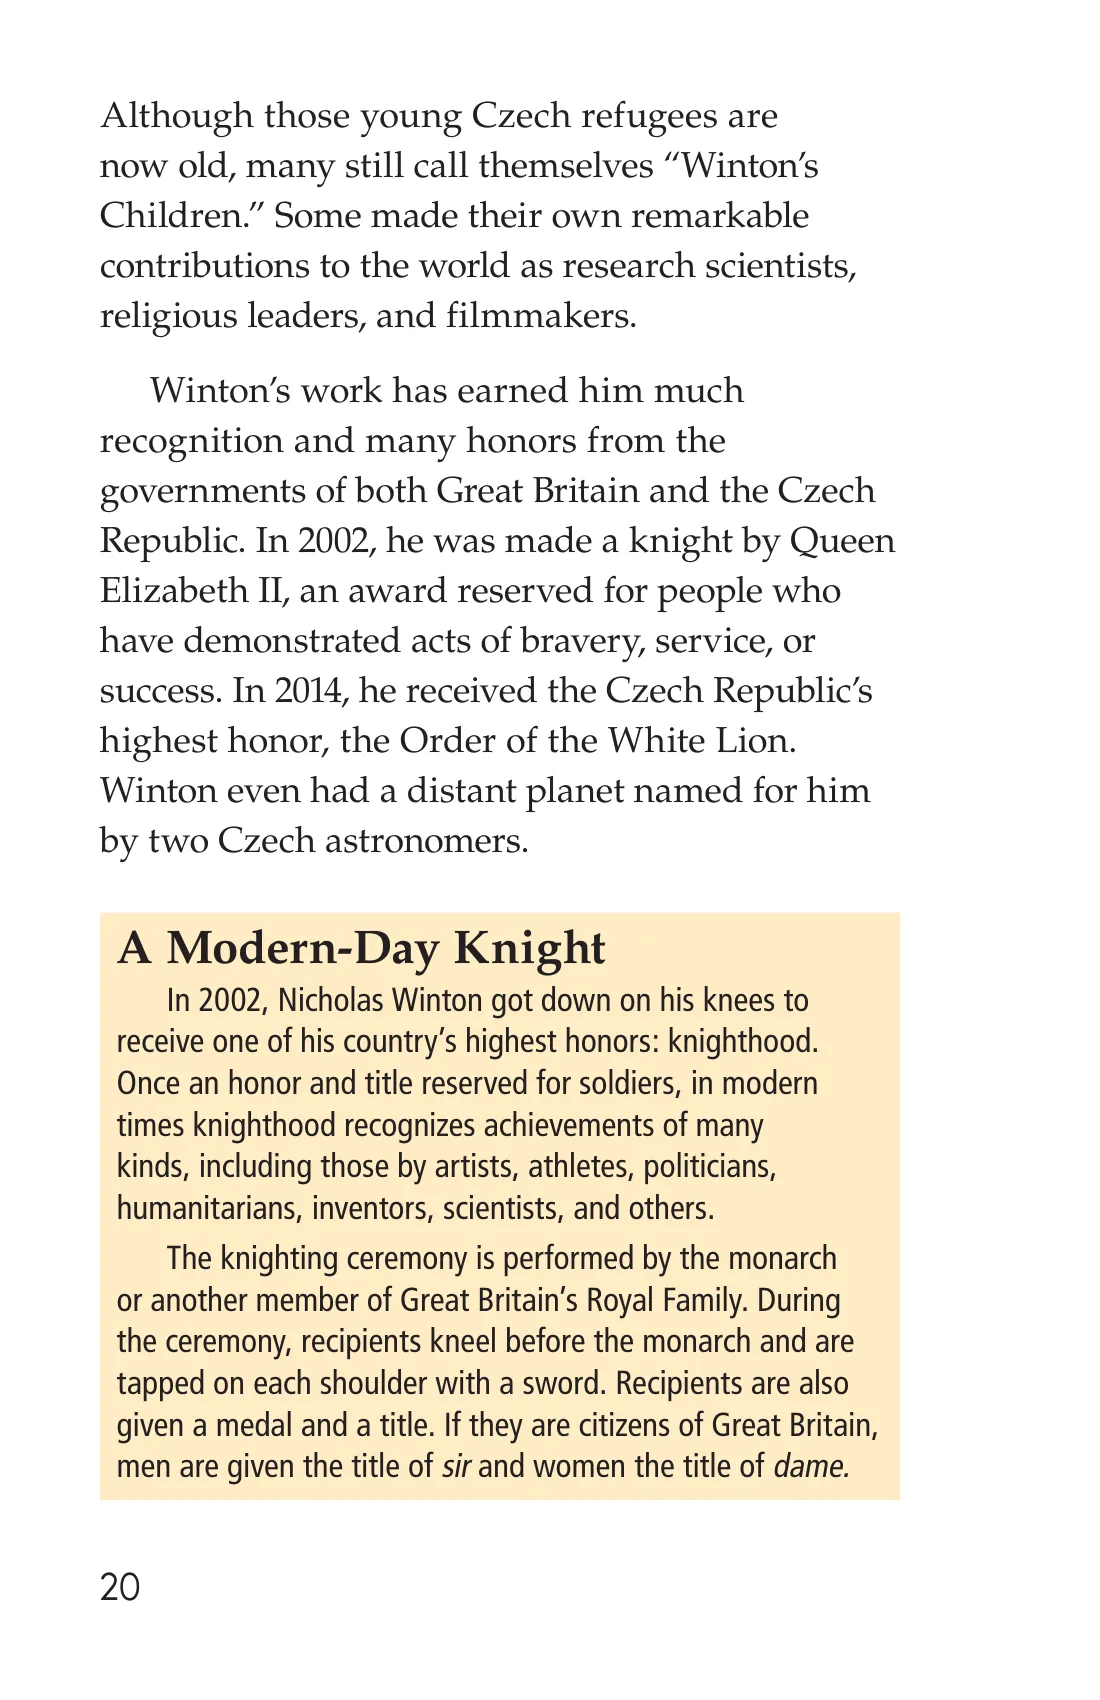 Although those young Czech refugees are
now old, many still call themselves “Winton’s
Children.” Some made their own remarkable
contributions to the world as research scientists,
religious leaders, and filmmakers.
Winton’s work has earned him much
recognition and many honors from the
governments of both Great Britain and the Czech
Republic. In 2002, he was made a knight by Queen
Elizabeth II, an award reserved for people who
have demonstrated acts of bravery, service, or
success. In 2014, he received the Czech Republic’s
highest honor, the Order of the White Lion.
Winton even had a distant planet named for him
by two Czech astronomers.
A Modern-Day Knight
In 2002, Nicholas Winton got down on his knees to
receive one of his country’s highest honors: knighthood.
Once an honor and title reserved for soldiers, in modern
times knighthood recognizes achievements of many
kinds, including those by artists, athletes, politicians,
humanitarians, inventors, scientists, and others.
The knighting ceremony is performed by the monarch
or another member of Great Britain’s Royal Family. During
the ceremony, recipients kneel before the monarch and are
tapped on each shoulder with a sword. Recipients are also
given a medal and a title. If they are citizens of Great Britain,
men are given the title of sir and women the title of dame.
20